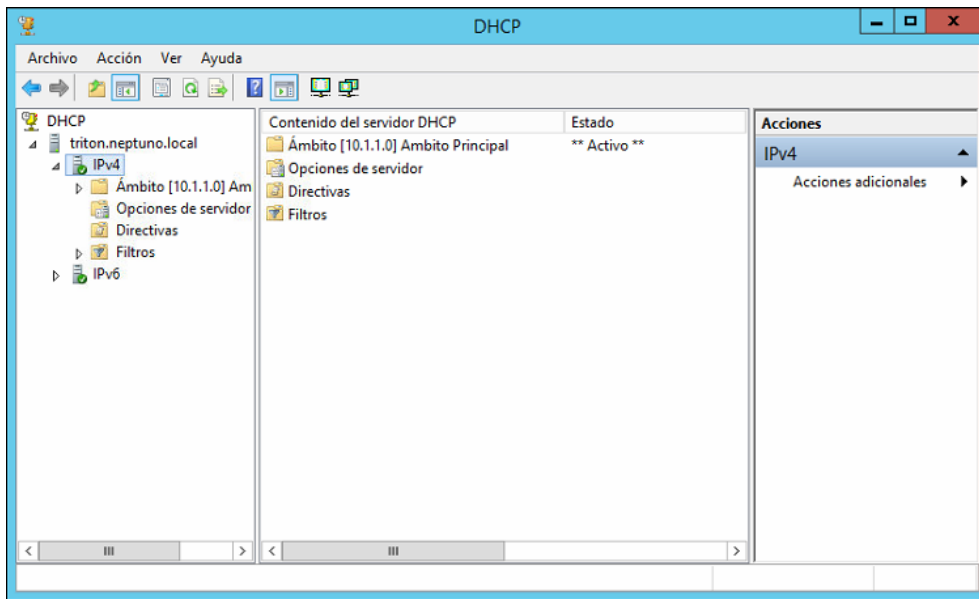 DHCP
Archivo Acción Ver Ayuda
DHCP
triton.neptuno.local
IPv4
Ámbito [10.1.1.0] Am
Opciones de servidor
Directivas
Filtros
IPv6
Contenido del servidor DHCP Estado
Ámbito [10.1.1.0] Ambito Principal ** Activo **
Opciones de servidor
Directivas
Filtros
Acciones
IPv4
Acciones adicionales